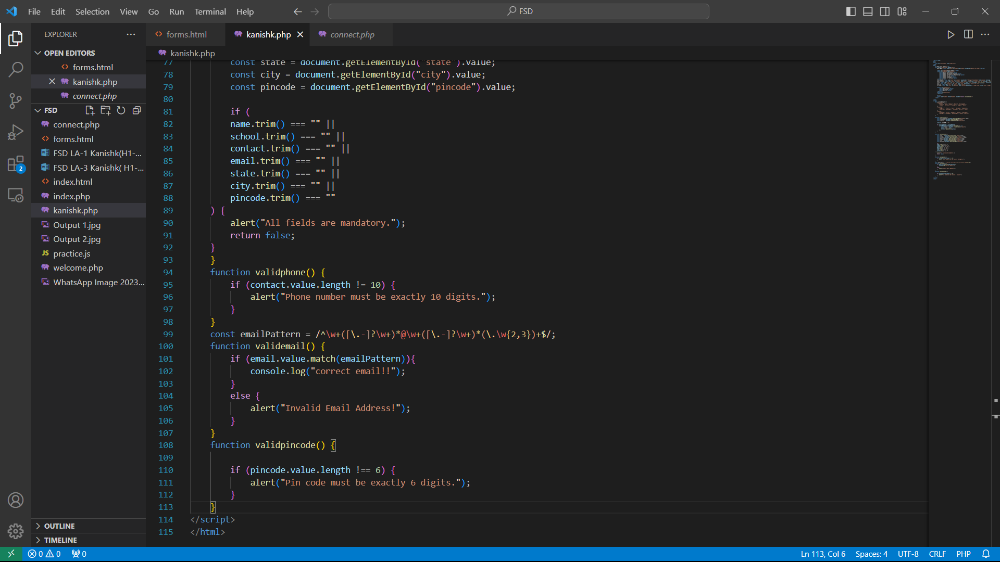 File Edit Selection View Go Run Terminal Help
FSD
EXPLORER
OPEN EDITORS
forms.html
kanishk.php
connect.php
FSD
connect.php
forms.html
FSD LA-1 Kanishk(H1-...
FSD LA-3 Kanishk( H1-...
index.html
index.php
kanishk.php
Output 1.jpg
Output 2.jpg
JS practice.js
welcome.php
WhatsApp Image 2023...
OUTLINE
TIMELINE
2
forms.html kanishk.php connect.php
kanishk.php
77 const state = document.getElementById("state").value;
78 const city = document.getElementById("city").value;
79 const pincode = document.getElementById("pincode").value;
80
81 if (
82 name.trim() === "" ||
83 school.trim() === "" ||
84 contact.trim() === "" ||
85 email.trim() === "" ||
86 state.trim() === "" ||
87 city.trim() === "" ||
88 pincode.trim() === ""
89 ) {
90 alert("All fields are mandatory.");
91 return false;
92 }
93 }
94 function validphone() {
95 if (contact.value.length != 10) {
96 alert("Phone number must be exactly 10 digits.");
97 }
98 }
99 const emailPattern = /^\w+([\.-]?\w+)*@\w+([\.-]?\w+)*(\.\w{2,3})+$/;
100 function validemail() {
101 if (email.value.match(emailPattern)){
102 console.log("correct email!!");
103 }
104 else {
105 alert("Invalid Email Address!");
106 }
107 }
108 function validpincode() {
109
110 if (pincode.value.length !== 6) {
111 alert("Pin code must be exactly 6 digits.");
112 }
113 }
114 </script>
115 </html>
0 0 0
Ln 113, Col 6 Spaces: 4 UTF-8 CRLF PHP